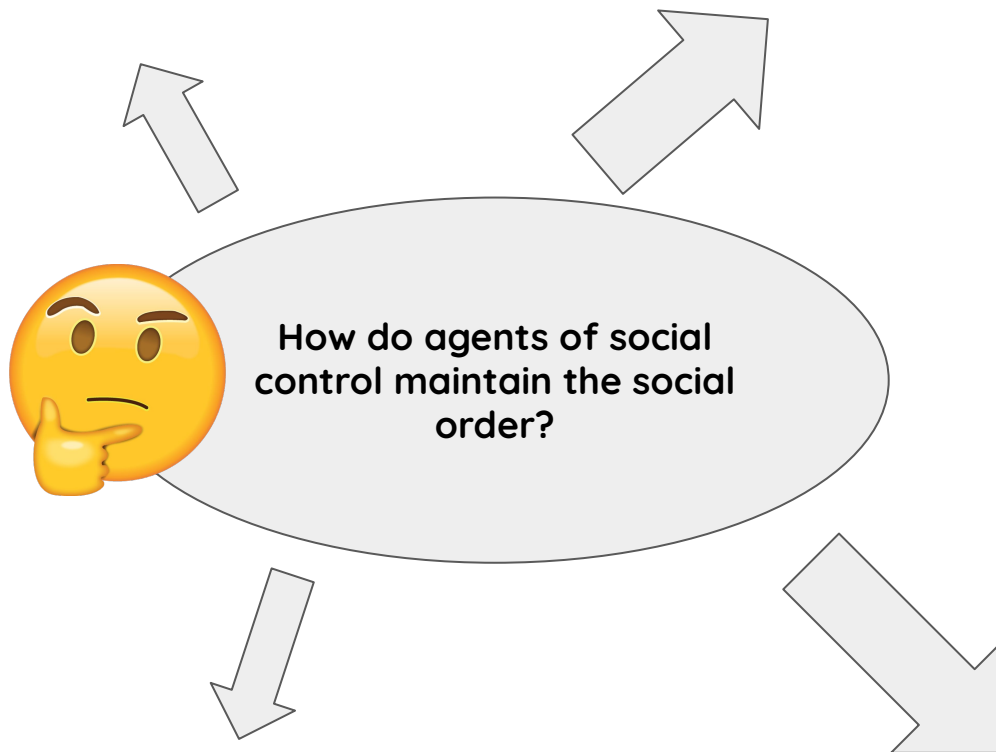 How do agents of social
control maintain the social
order?